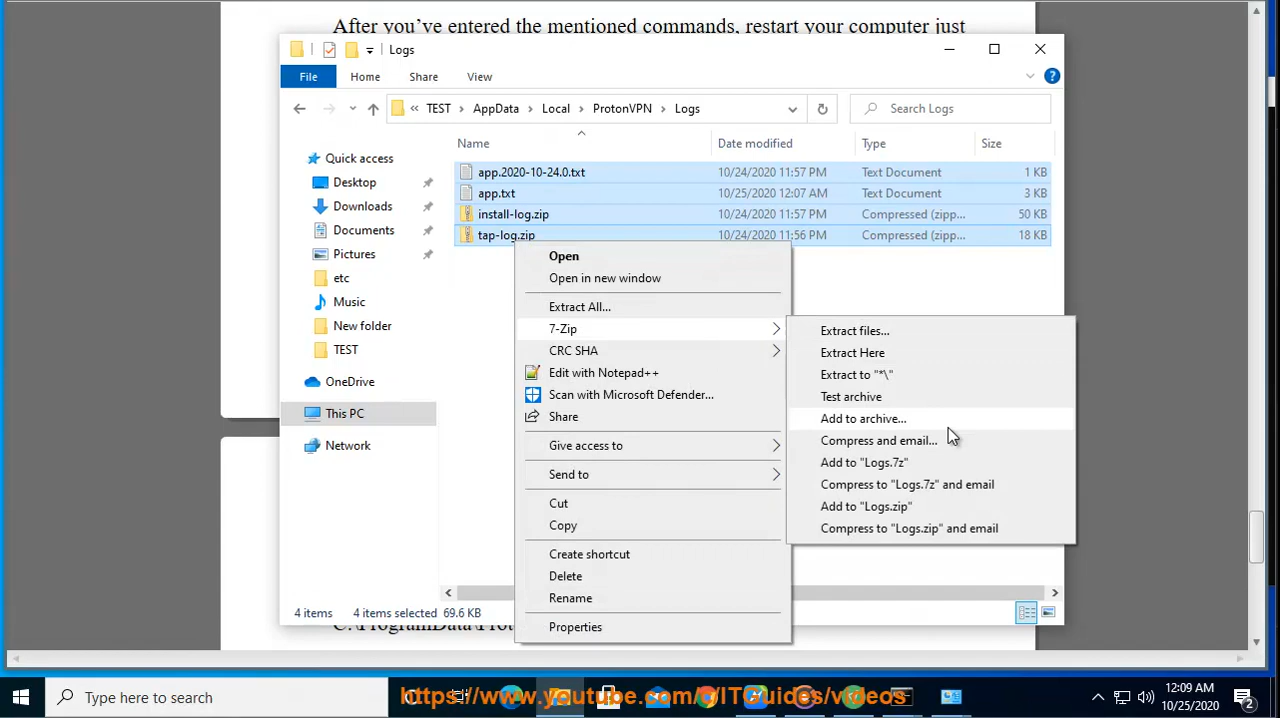 After you've entered the mentioned commands, restart your computer just
Logs
File Home Share View
« TEST > AppData > Local > ProtonVPN > Logs
Search Logs
Name Date modified Type Size
Quick access
Desktop
Downloads
Documents
Pictures
etc
Music
New folder
TEST
OneDrive
This PC
Network
app.2020-10-24.0.txt 10/24/2020 11:57 PM Text Document 1 KB
app.txt 10/25/2020 12:07 AM Text Document 3 KB
install-log.zip 10/24/2020 11:57 PM Compressed (zipp... 50 KB
tap-log.zip 10/24/2020 11:56 PM Compressed (zipp... 18 KB
Open
Open in new window
Extract All...
7-Zip
CRC SHA
Edit with Notepad++
Scan with Microsoft Defender...
Share
Give access to
Send to
Cut
Copy
Create shortcut
Delete
Rename
Properties
Extract files...
Extract Here
Extract to "*\"
Test archive
Add to archive...
Compress and email...
Add to "Logs.7z"
Compress to "Logs.7z" and email
Add to "Logs.zip"
Compress to "Logs.zip" and email
4 items 4 items selected 69.6 KB
C:\ProgramData\Prot
Type here to search
12:09 AM
10/25/2020
2